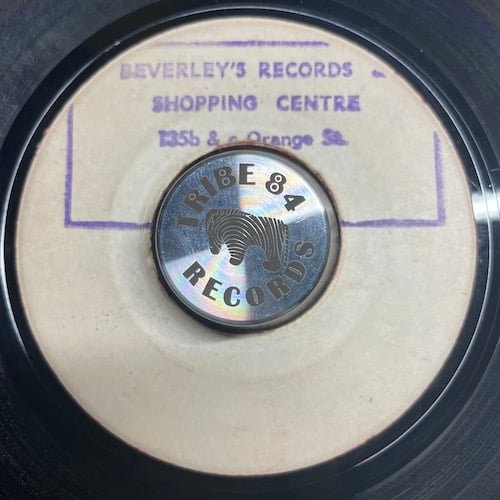 BEVERLEY'S RECORDS &
SHOPPING CENTRE
135b & c Orange St.
TRIBE 84
RECORDS